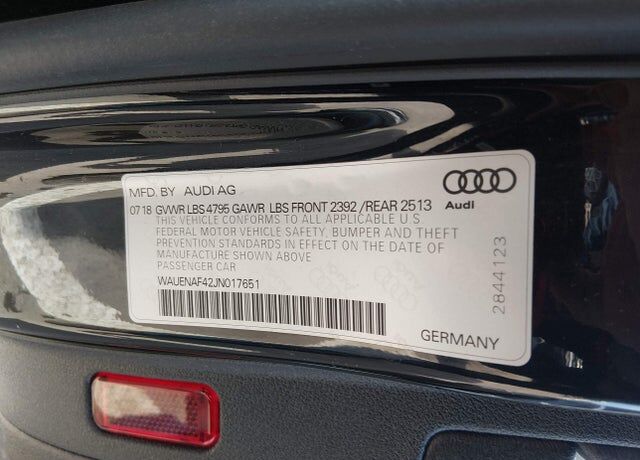 MFD. BY AUDI AG
Audi
07 18 GVWR LBS 4795 GAWR LBS FRONT 2392 / REAR 2513
THIS VEHICLE CONFORMS TO ALL APPLICABLE U S
FEDERAL MOTOR VEHICLE SAFETY, BUMPER AND THEFT
PREVENTION STANDARDS IN EFFECT ON THE DATE OF
MANUFACTURE SHOWN ABOVE
PASSENGER CAR
WAUENAF42JN017651
2844123
GERMANY